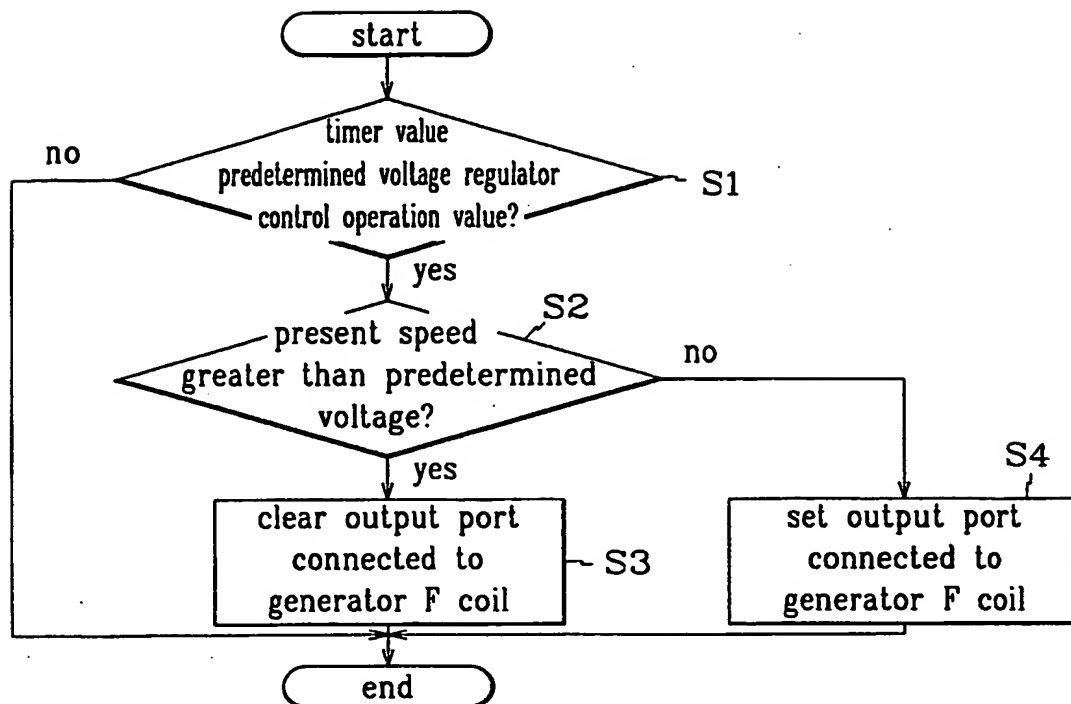 start
timer value
predetermined voltage regulator
control operation value?
no
S1
yes
S2
present speed
greater than predetermined
voltage?
no
yes
S4
clear output port
connected to
generator F coil
S3
set output port
connected to
generator F coil
end